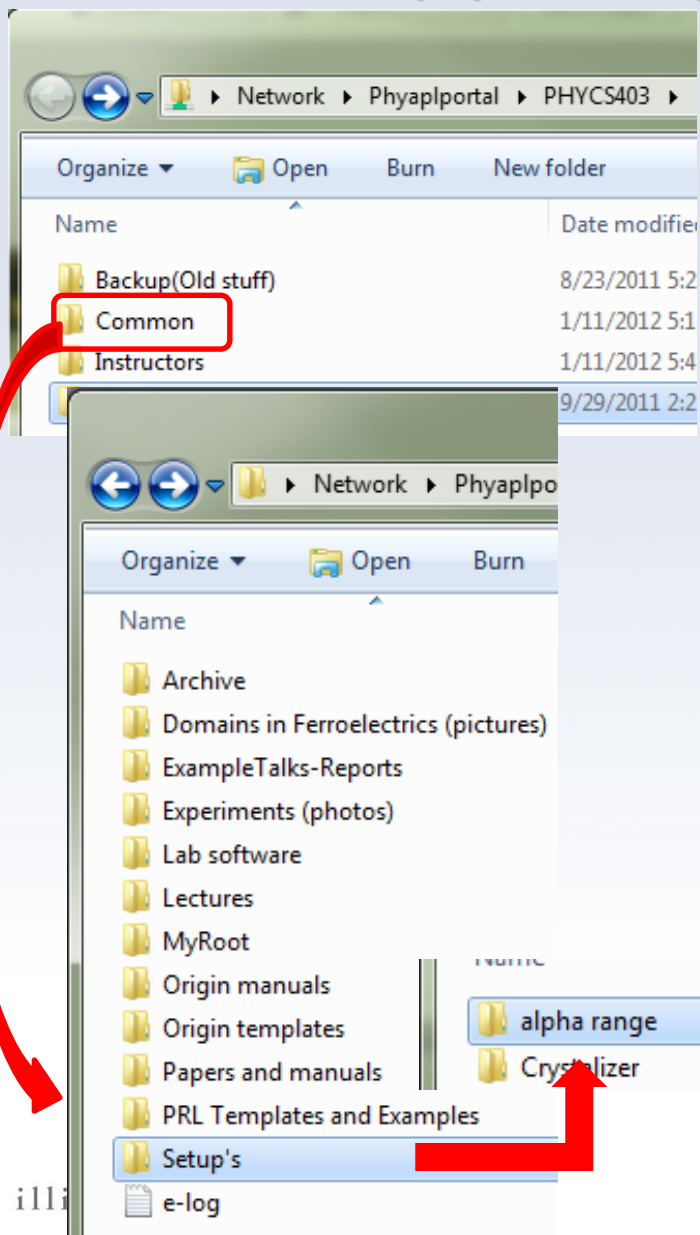 Network ▸ Phyaplportal ▸ PHYCS403 ▸
Organize ▾ Open Burn New folder
Name
Backup(Old stuff) 8/23/2011 5:2
Common 1/11/2012 5:1
Instructors 1/11/2012 5:4
9/29/2011 2:2
Network ▸ Phyaplpo
Organize ▾ Open Burn
Name
Archive
Domains in Ferroelectrics (pictures)
ExampleTalks-Reports
Experiments (photos)
Lab software
Lectures
MyRoot
Origin manuals
Origin templates
Papers and manuals
PRL Templates and Examples
Setup's
e-log
Name
alpha range
Crystalizer
illi